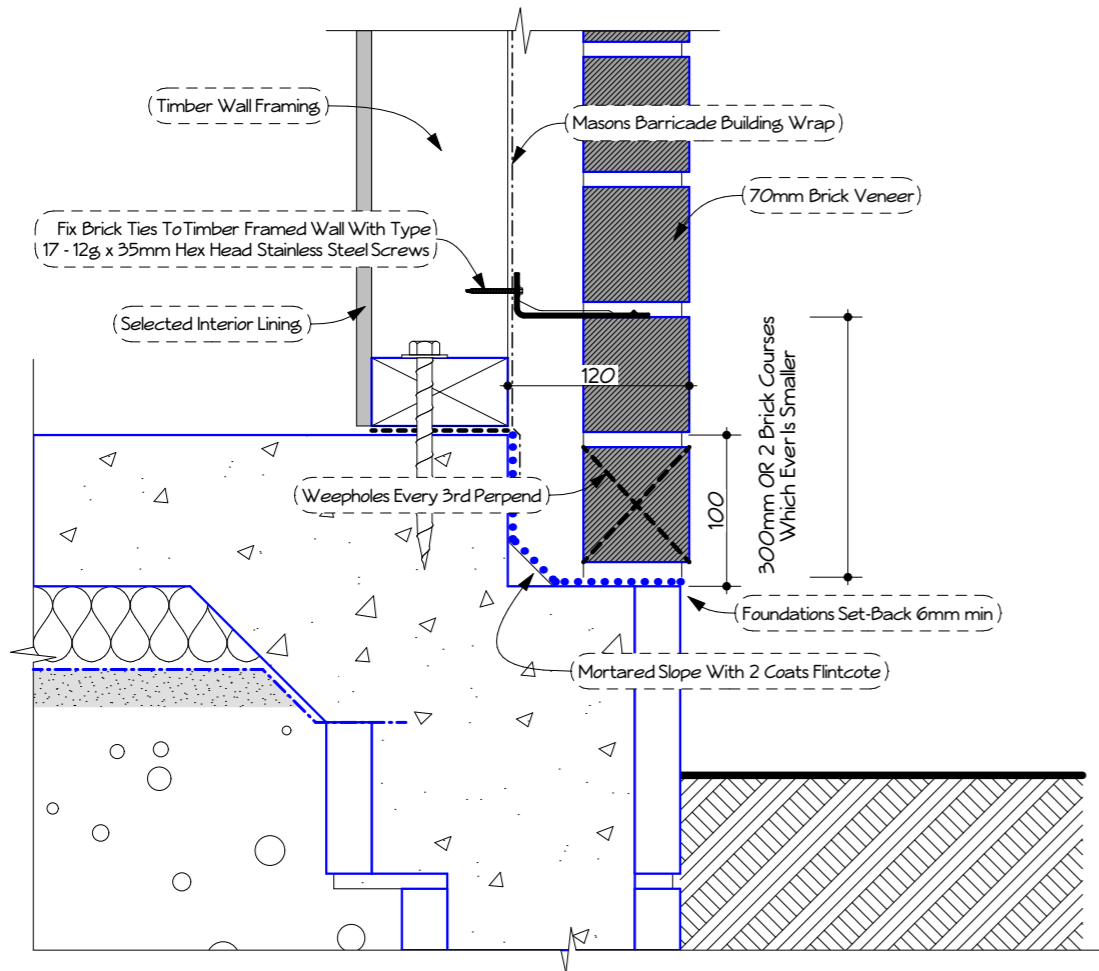 Timber Wall Framing
Masons Barricade Building Wrap
70mm Brick Veneer
Fix Brick Ties To Timber Framed Wall With Type
17 - 12g x 35mm Hex Head Stainless Steel Screws
Selected Interior Lining
120
300mm OR 2 Brick Courses
Which Ever Is Smaller
Weepholes Every 3rd Perpend
100
Foundations Set-Back 6mm min
Mortared Slope With 2 Coats Flintcote